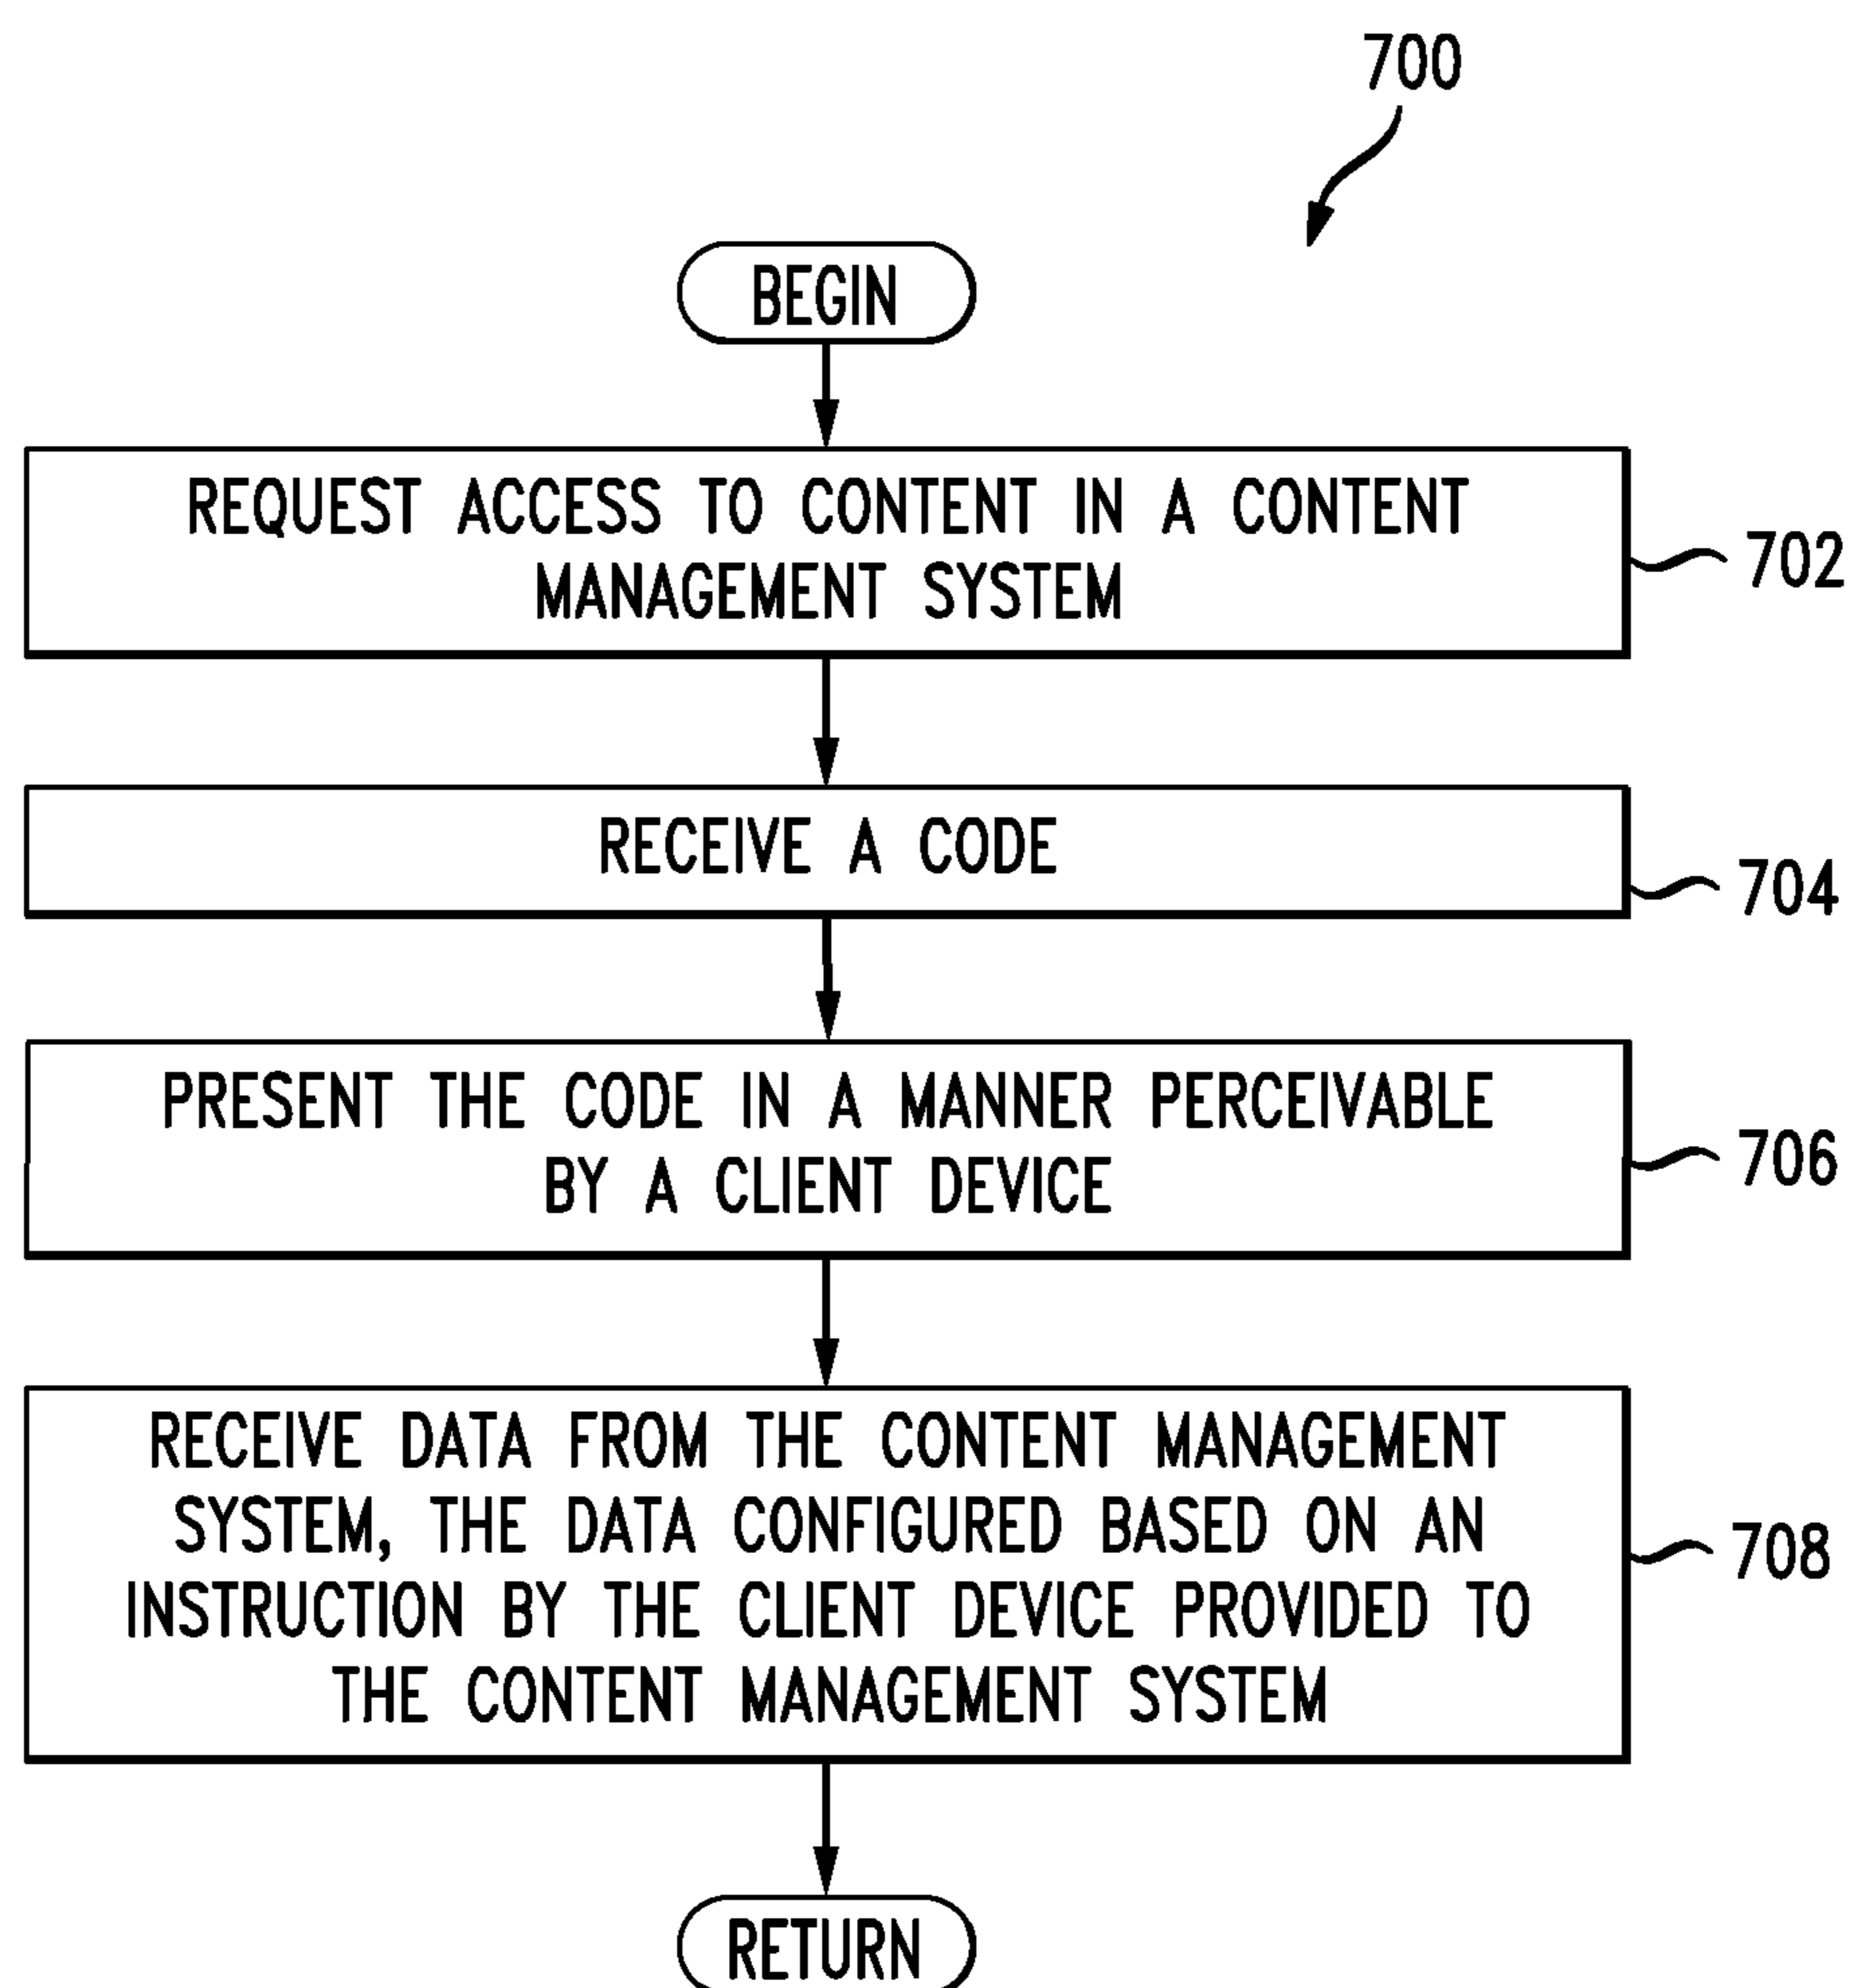 700
BEGIN
REQUEST ACCESS TO CONTENT IN A CONTENT
MANAGEMENT SYSTEM
702
RECEIVE A CODE
704
PRESENT THE CODE IN A MANNER PERCEIVABLE
BY A CLIENT DEVICE
706
RECEIVE DATA FROM THE CONTENT MANAGEMENT
SYSTEM, THE DATA CONFIGURED BASED ON AN
INSTRUCTION BY THE CLIENT DEVICE PROVIDED TO
THE CONTENT MANAGEMENT SYSTEM
708
RETURN